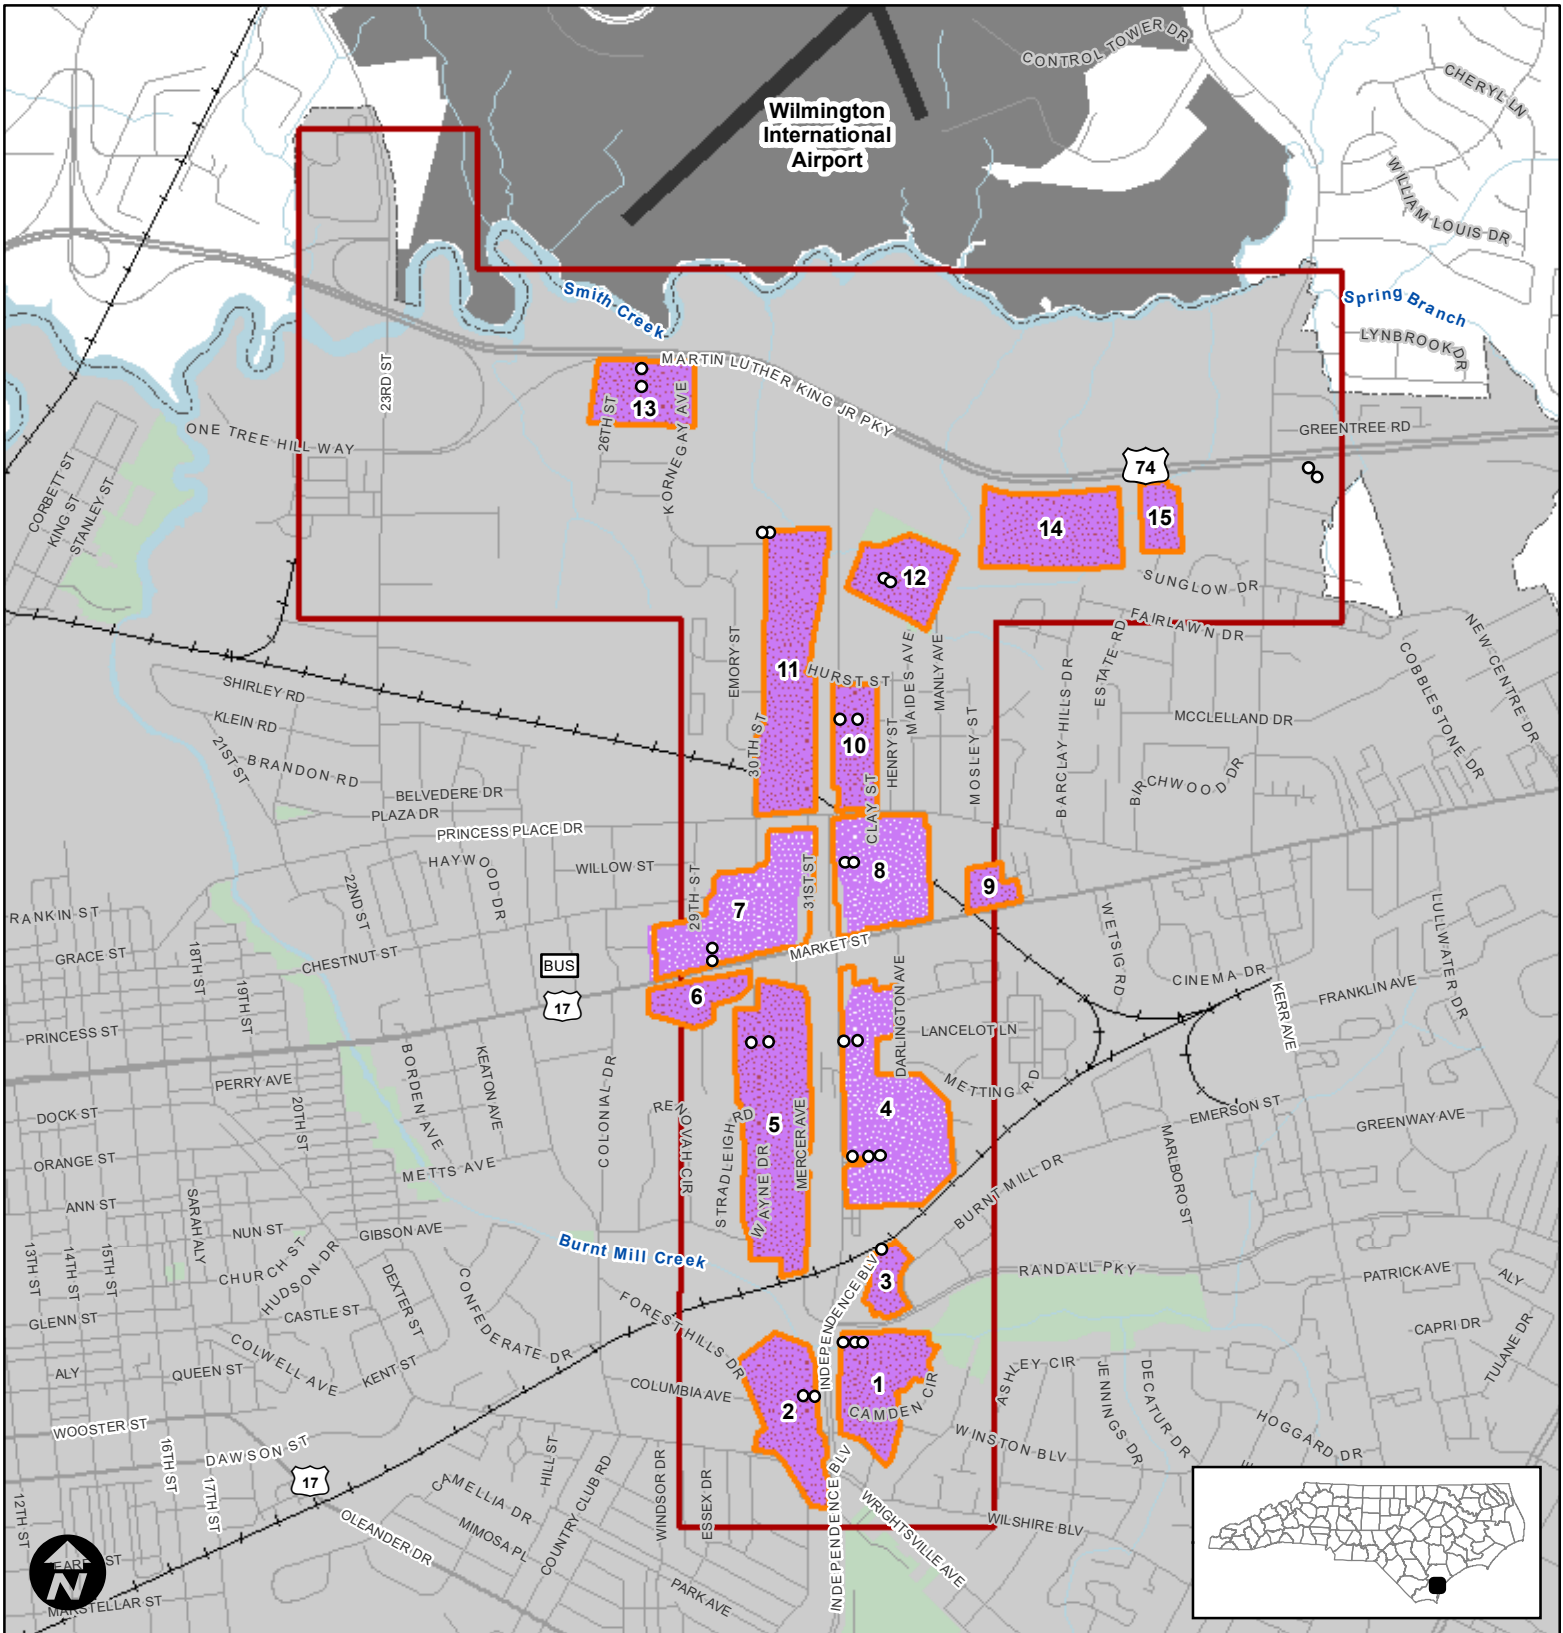 CONTROL TOWER DR
Wilmington
International
Airport
CHERYL LN
WILLIAM LOUIS DR
Smith Creek
Spring Branch
LYNBROOK DR
MARTIN LUTHER KING JR PKY
23RD ST
13
26TH ST
KORNEGAY AVE
ONE TREE HILL WAY
GREENTREE RD
CORBETT ST
KING ST
STANLEY ST
74
14
15
12
SUNGLOW DR
FAIRLAWN DR
NEW CENTRE DR
COBBLESTONE DR
EMORY ST
11
HURST ST
MAIDES AVE
MANLY AVE
ESTATE RD
BARCLAY HILLS DR
SHIRLEY RD
KLEIN RD
21ST ST
BRANDON RD
30TH ST
10
HENRY ST
MOSLEY ST
MCCLELLAND DR
BIRCHWOOD DR
BELVEDERE DR
PLAZA DR
PRINCESS PLACE DR
CLAY ST
HAYWOOD DR
WILLOW ST
29TH ST
31ST ST
8
9
22ND ST
7
RANKIN ST
GRACE ST
18TH ST
19TH ST
CHESTNUT ST
MARKET ST
WETSIG RD
LULLWATER DR
BUS
17
6
DARLINGTON AVE
CINEMA DR
KERR AVE
FRANKLIN AVE
PRINCESS ST
LANCELOT LN
BORDEN AVE
KEATON AVE
COLONIAL DR
PERRY AVE
METTING RD
DOCK ST
20TH ST
RENOVAH CIR
STRADLEIGH RD
5
WAYNE DR
MERCER AVE
4
EMERSON ST
GREENWAY AVE
ORANGE ST
METTS AVE
MARLBORO ST
BURNT MILL DR
ANN ST
SARAH ALY
NUN ST
GIBSON AVE
13TH ST
14TH ST
15TH ST
CHURCH ST
HUDSON DR
Burnt Mill Creek
3
RANDALL PKY
PATRICK AVE
ALY
DEXTER ST
CONFEDERATE DR
FOREST HILLS DR
INDEPENDENCE BLV
GLENN ST
CASTLE ST
CAPRI DR
TULANE DR
ALY
QUEEN ST
COLWELL AVE
KENT ST
COLUMBIA AVE
2
1
CAMDEN CIR
ASHLEY CIR
JENNINGS DR
DECATUR DR
WOOSTER ST
DAWSON ST
16TH ST
17TH ST
WINSTON BLV
HOGGARD DR
12TH ST
17
CAMELLIA DR
HILL ST
COUNTRY CLUB RD
WINDSOR DR
ESSEX DR
INDEPENDENCE BLV
WRIGHTSVILLE AVE
WILSHIRE BLV
OLEANDER DR
MIMOSA PL
PARK AVE
N
MARSTELLAR ST